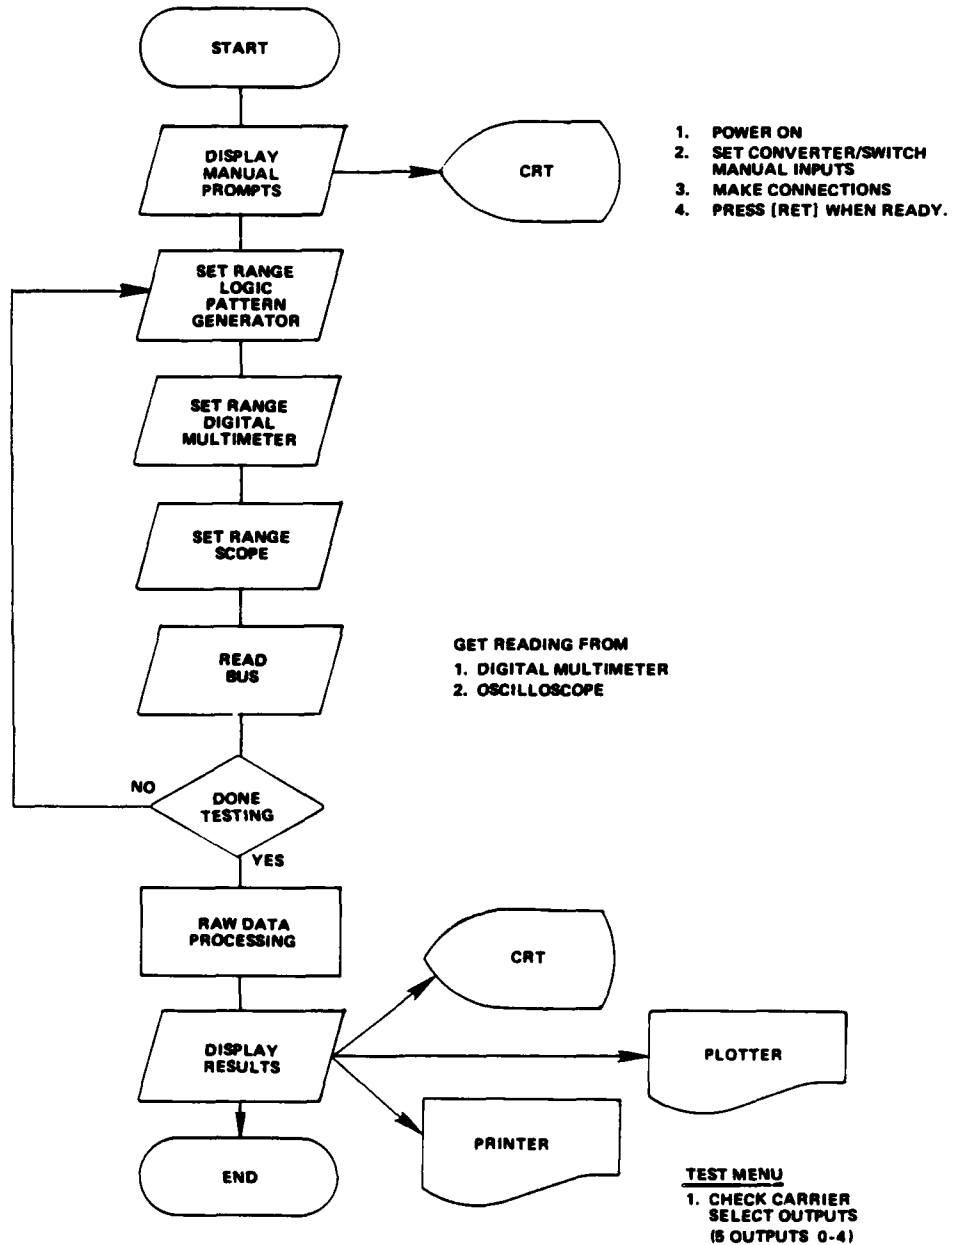 START
DISPLAY
MANUAL
PROMPTS
CRT
1. POWER ON
2. SET CONVERTER/SWITCH
MANUAL INPUTS
3. MAKE CONNECTIONS
4. PRESS [RET] WHEN READY.
SET RANGE
LOGIC
PATTERN
GENERATOR
SET RANGE
DIGITAL
MULTIMETER
SET RANGE
SCOPE
READ
BUS
GET READING FROM
1. DIGITAL MULTIMETER
2. OSCILLOSCOPE
NO
DONE
TESTING
YES
RAW DATA
PROCESSING
CRT
DISPLAY
RESULTS
PLOTTER
PRINTER
END
TEST MENU
1. CHECK CARRIER
SELECT OUTPUTS
(5 OUTPUTS 0-4)